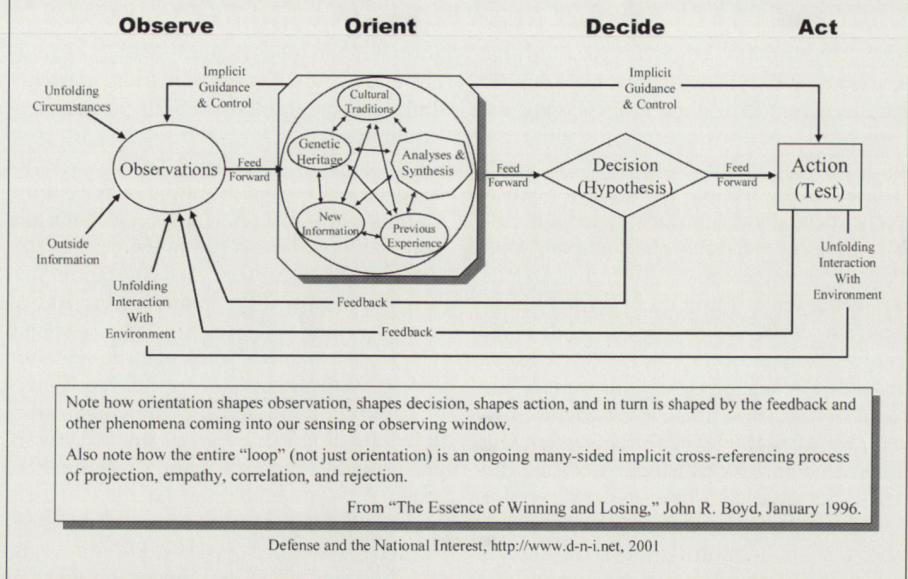 Observe Orient Decide Act
Implicit
Guidance
& Control
Implicit
Guidance
& Control
Unfolding
Circumstances
Cultural
Traditions
Genetic
Heritage
Analyses &
Synthesis
New
Information
Previous
Experience
Observations
Feed
Forward
Feed
Forward
Decision
(Hypothesis)
Feed
Forward
Action
(Test)
Outside
Information
Unfolding
Interaction
With
Environment
Unfolding
Interaction
With
Environment
Feedback
Feedback
Note how orientation shapes observation, shapes decision, shapes action, and in turn is shaped by the feedback and
other phenomena coming into our sensing or observing window.
Also note how the entire “loop” (not just orientation) is an ongoing many-sided implicit cross-referencing process
of projection, empathy, correlation, and rejection.
From “The Essence of Winning and Losing,” John R. Boyd, January 1996.
Defense and the National Interest, http://www.d-n-i.net, 2001